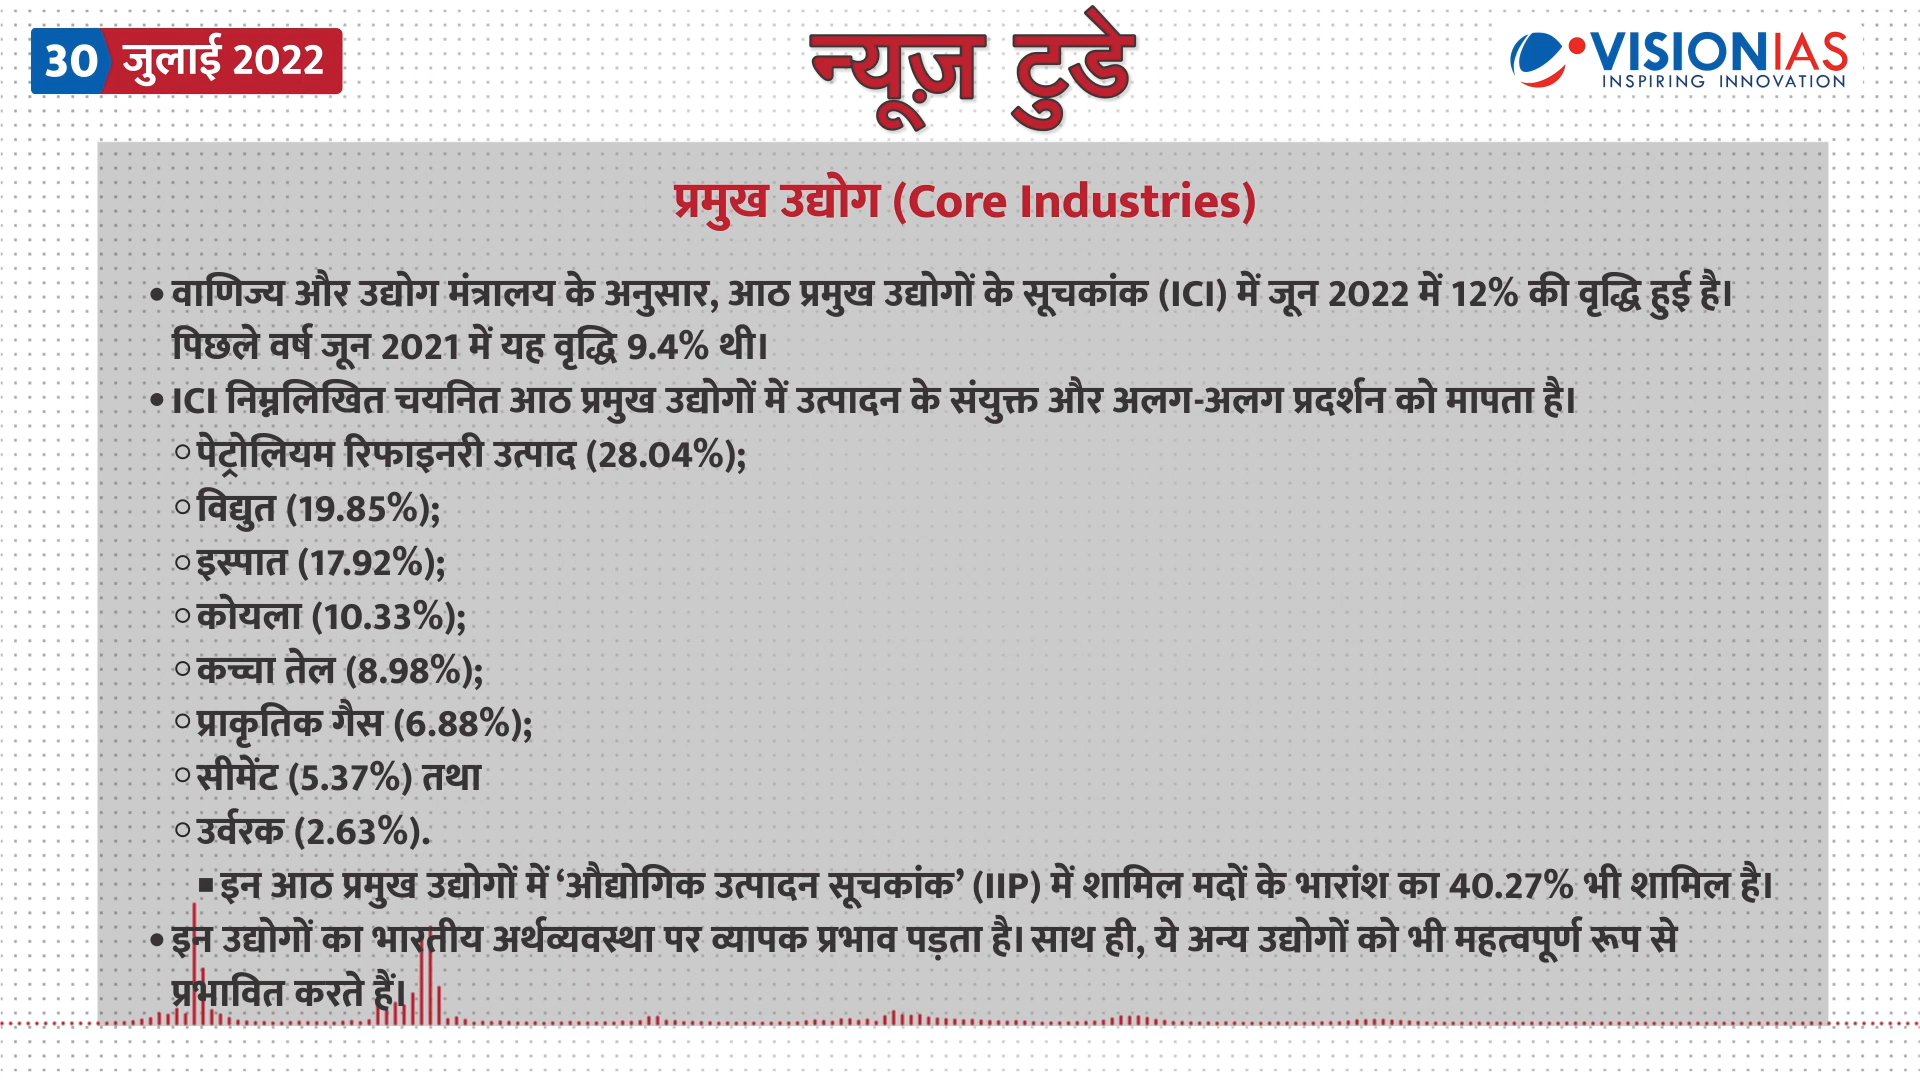 30 जुलाई 2022
न्यूज़ टुडे
VISIONIAS
INSPIRING INNOVATION
प्रमुख उद्योग (Core Industries)
• वाणिज्य और उद्योग मंत्रालय के अनुसार, आठ प्रमुख उद्योगों के सूचकांक (ICI) में जून 2022 में 12% की वृद्धि हुई है।
पिछले वर्ष जून 2021 में यह वृद्धि 9.4% थी।
• ICI निम्नलिखित चयनित आठ प्रमुख उद्योगों में उत्पादन के संयुक्त और अलग-अलग प्रदर्शन को मापता है।
○ पेट्रोलियम रिफाइनरी उत्पाद (28.04%);
○ विद्युत (19.85%);
○ इस्पात (17.92%);
○ कोयला (10.33%);
○ कच्चा तेल (8.98%);
○ प्राकृतिक गैस (6.88%);
○ सीमेंट (5.37%) तथा
○ उर्वरक (2.63%).
▪ इन आठ प्रमुख उद्योगों में ‘औद्योगिक उत्पादन सूचकांक’ (IIP) में शामिल मदों के भारांश का 40.27% भी शामिल है।
• इन उद्योगों का भारतीय अर्थव्यवस्था पर व्यापक प्रभाव पड़ता है। साथ ही, ये अन्य उद्योगों को भी महत्वपूर्ण रूप से
प्रभावित करते हैं।